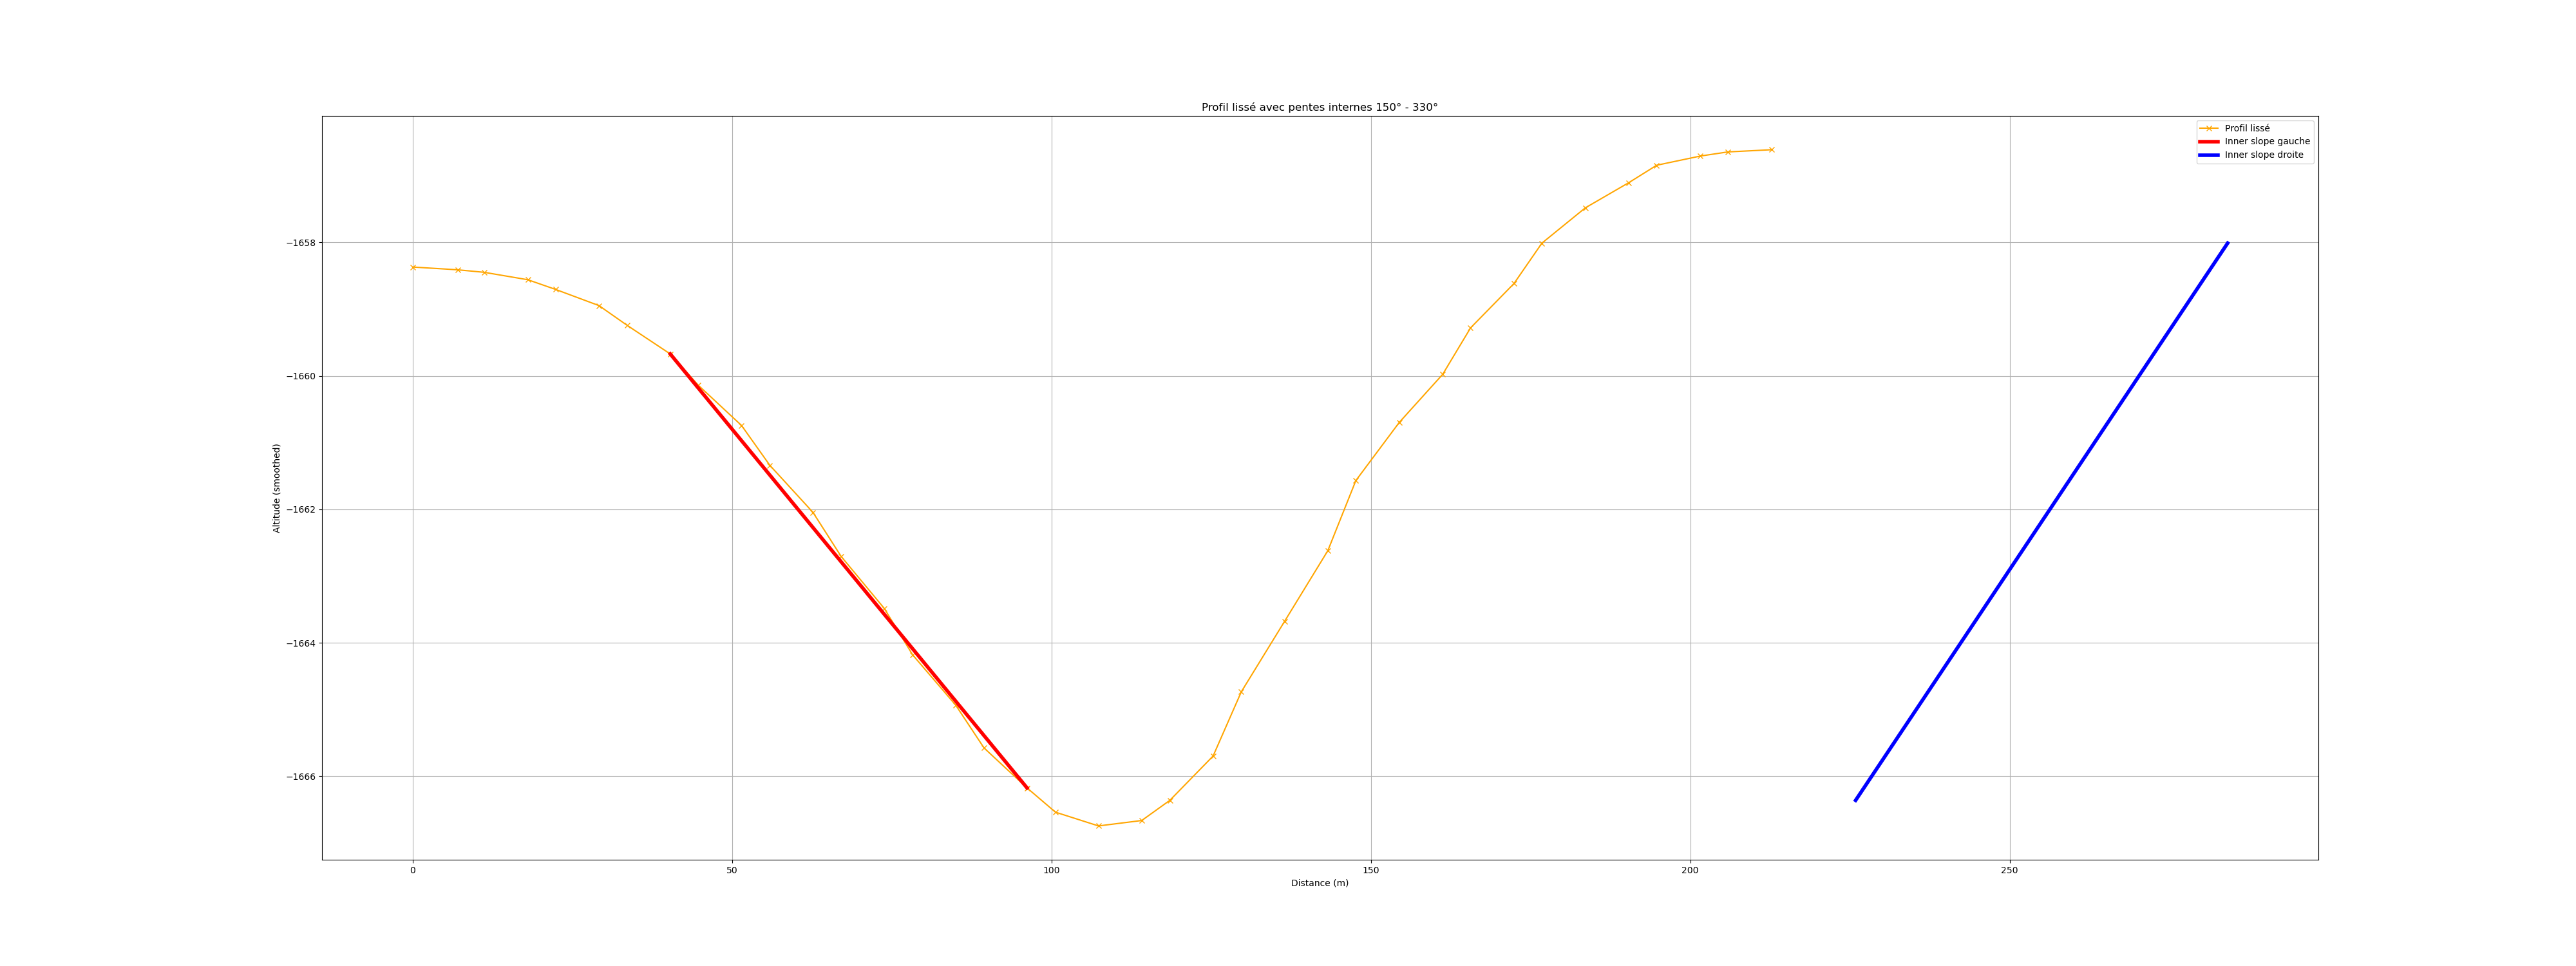 Profil lissé avec pentes internes 150° - 330°
Profil lissé
Inner slope gauche
Inner slope droite
Altitude (smoothed)
−1658
−1660
−1662
−1664
−1666
0
50
100
150
200
250
Distance (m)